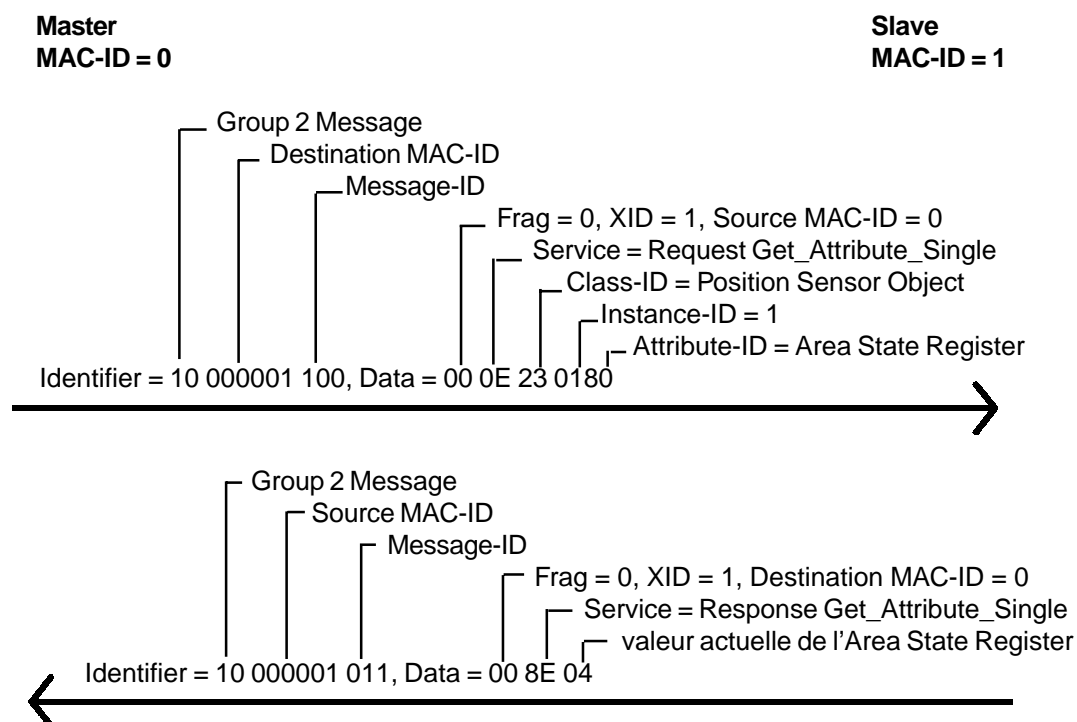 Master
MAC-ID = 0
Slave
MAC-ID = 1
Group 2 Message
Destination MAC-ID
Message-ID
Frag = 0, XID = 1, Source MAC-ID = 0
Service = Request Get_Attribute_Single
Class-ID = Position Sensor Object
Instance-ID = 1
Attribute-ID = Area State Register
Identifier = 10 000001 100, Data = 00 0E 23 0180
Group 2 Message
Source MAC-ID
Message-ID
Frag = 0, XID = 1, Destination MAC-ID = 0
Service = Response Get_Attribute_Single
valeur actuelle de l'Area State Register
Identifier = 10 000001 011, Data = 00 8E 04